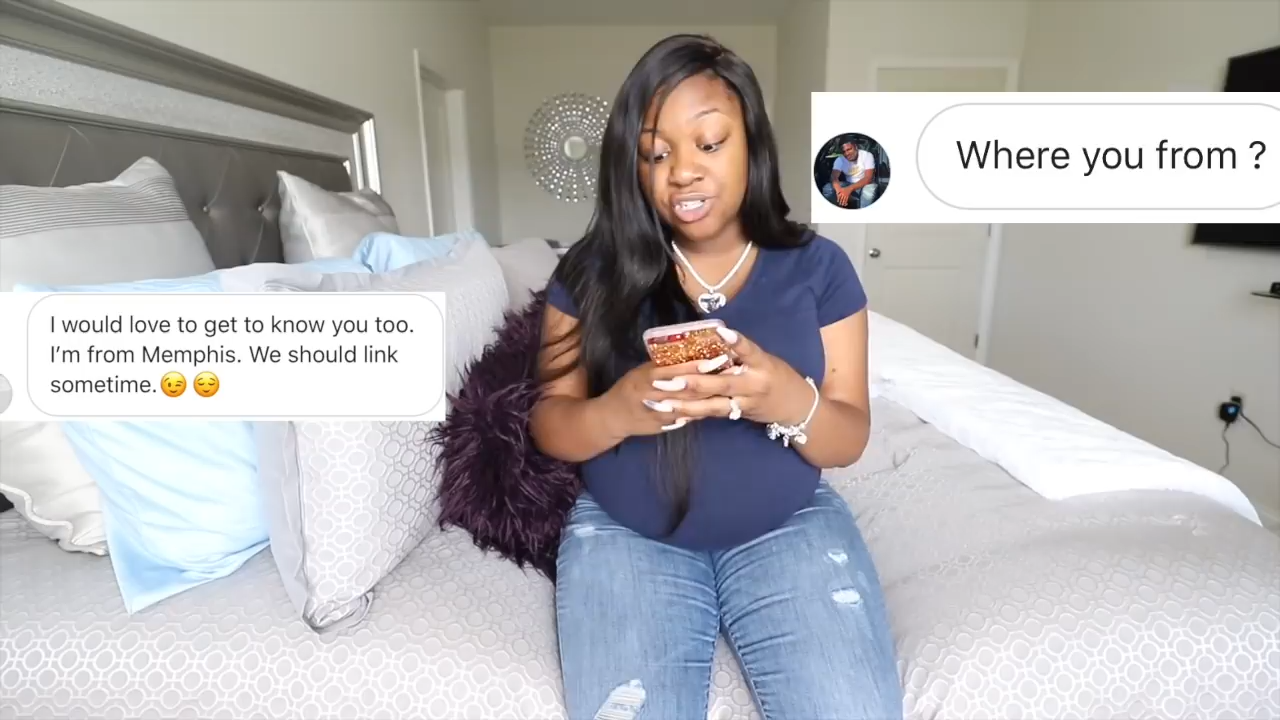 Where you from ?
I would love to get to know you too.
I'm from Memphis. We should link
sometime.😉😌